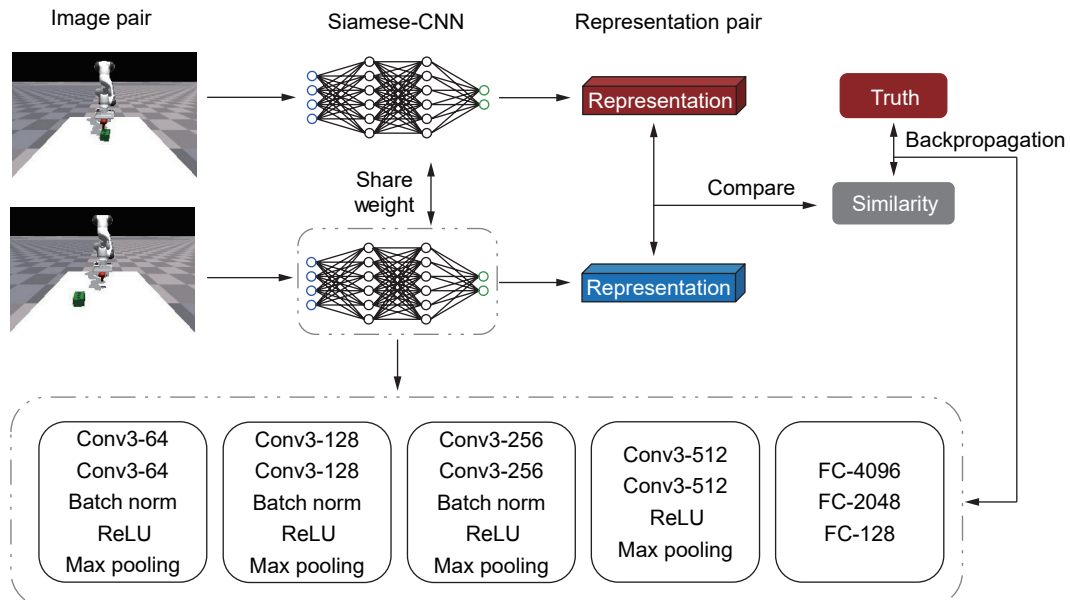 Image pair
Siamese-CNN
Representation pair
Representation
Truth
Backpropagation
Share
weight
Compare
Similarity
Representation
Conv3-64
Conv3-64
Batch norm
ReLU
Max pooling
Conv3-128
Conv3-128
Batch norm
ReLU
Max pooling
Conv3-256
Conv3-256
Batch norm
ReLU
Max pooling
Conv3-512
Conv3-512
ReLU
Max pooling
FC-4096
FC-2048
FC-128